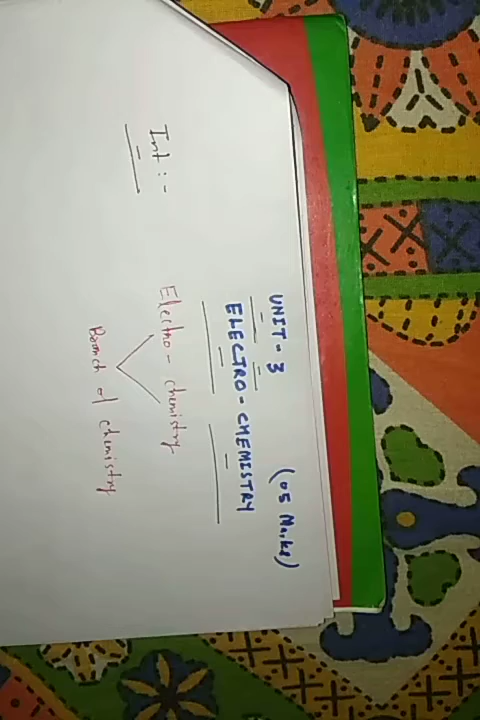 UNIT - 3 (05 Marks)
ELECTRO - CHEMISTRY
Int :-
Electro - chemistry
Branch of chemistry